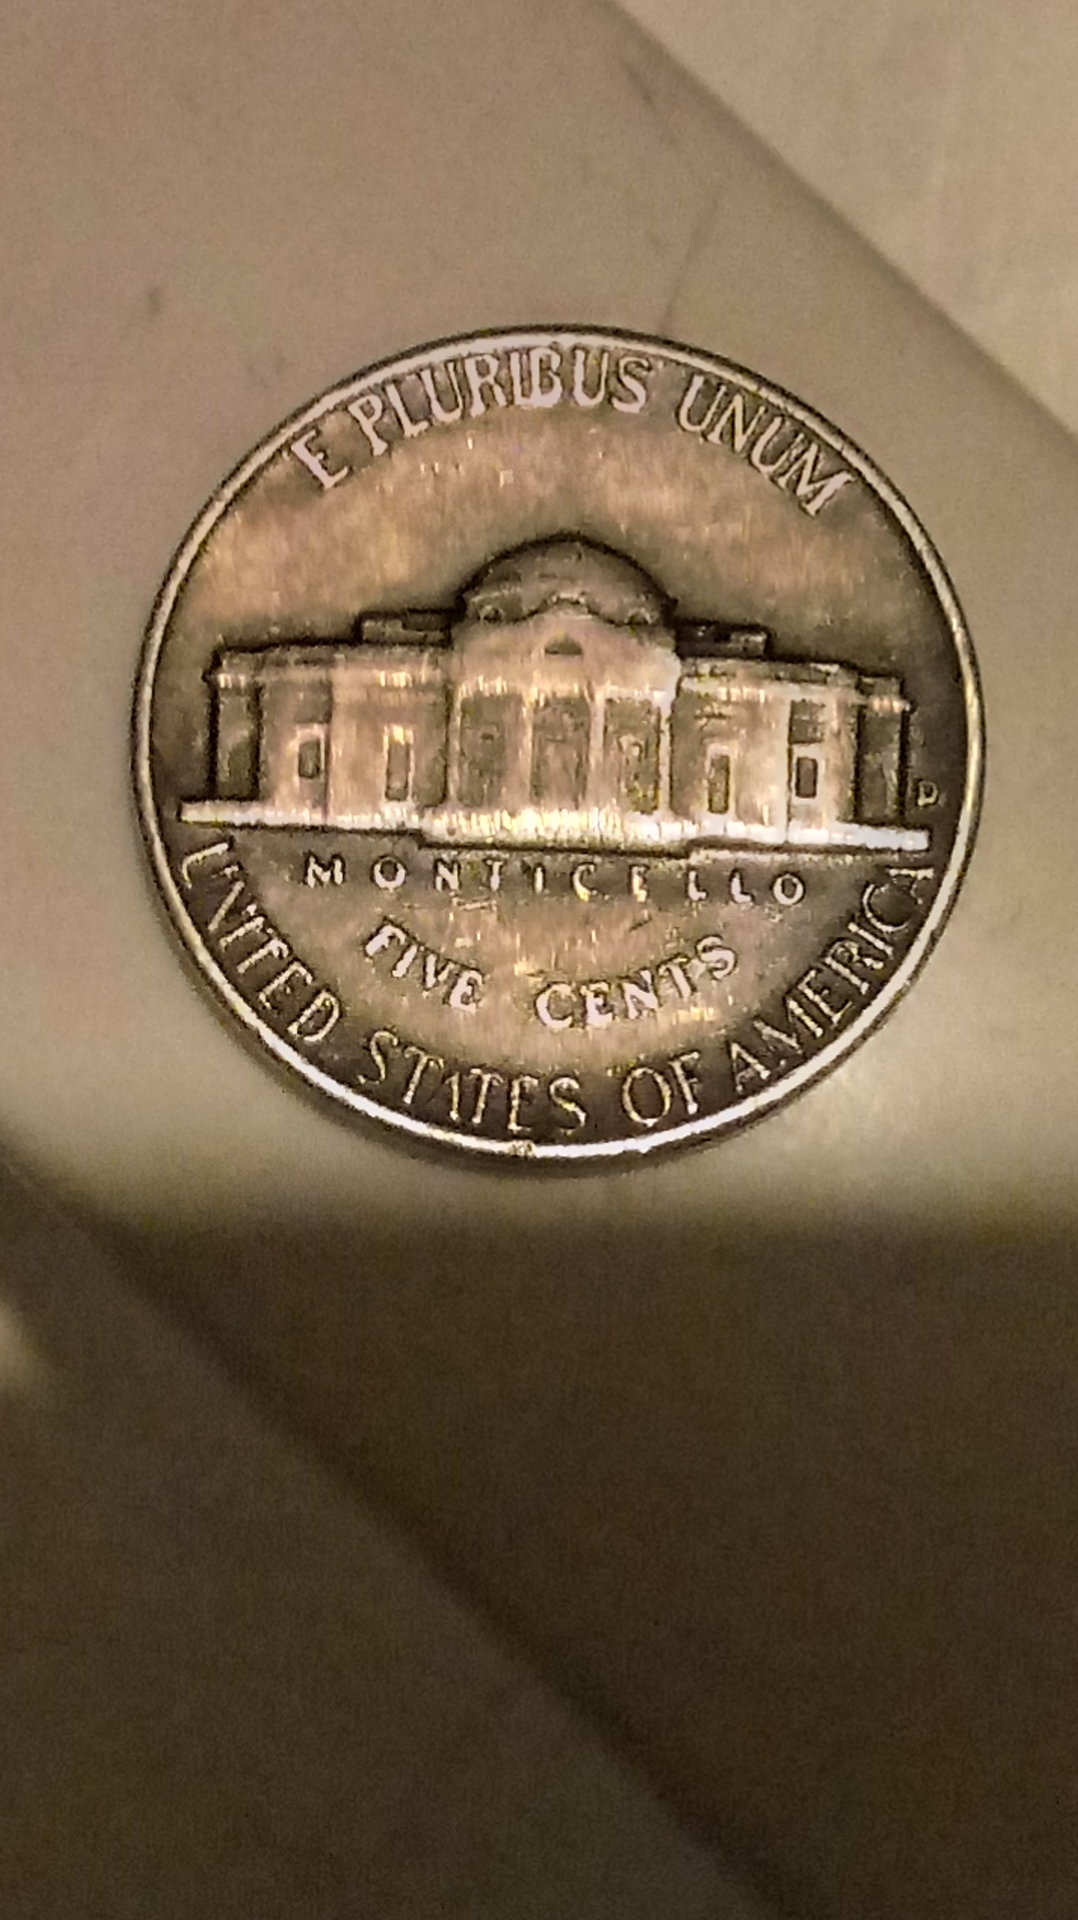 E PLURIBUS UNUM
D
MONTICELLO
FIVE CENTS
UNITED STATES OF AMERICA